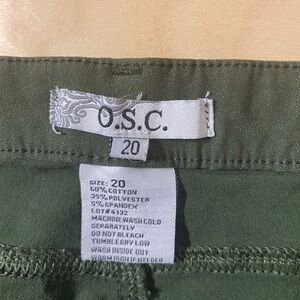 O.S.C.
20
SIZE: 20
60% COTTON
35% POLYESTER
5% SPANDEX
LOT# 4132
MACHINE WASH COLD
SEPARATELY
DO NOT BLEACH
TUMBLE DRY LOW
WASH INSIDE OUT
WARM IRON IF NEEDED